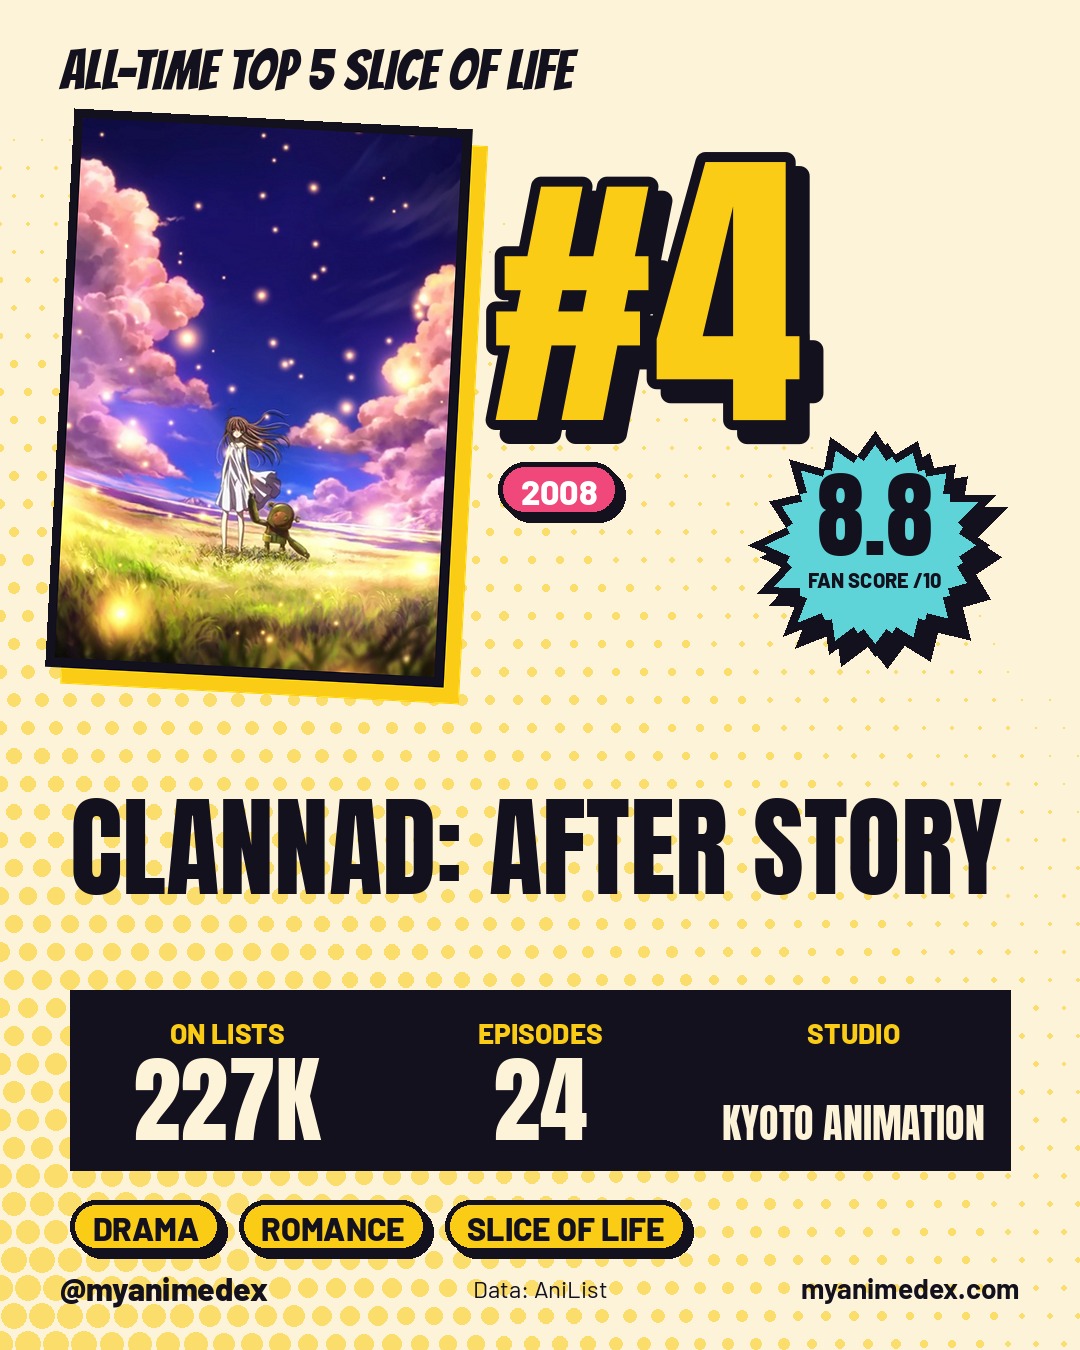 ALL-TIME TOP 5 SLICE OF LIFE
#4
2008
8.8
FAN SCORE /10
CLANNAD: AFTER STORY
ON LISTS
227K
EPISODES
24
STUDIO
KYOTO ANIMATION
DRAMA
ROMANCE
SLICE OF LIFE
@myanimedex
Data: AniList
myanimedex.com